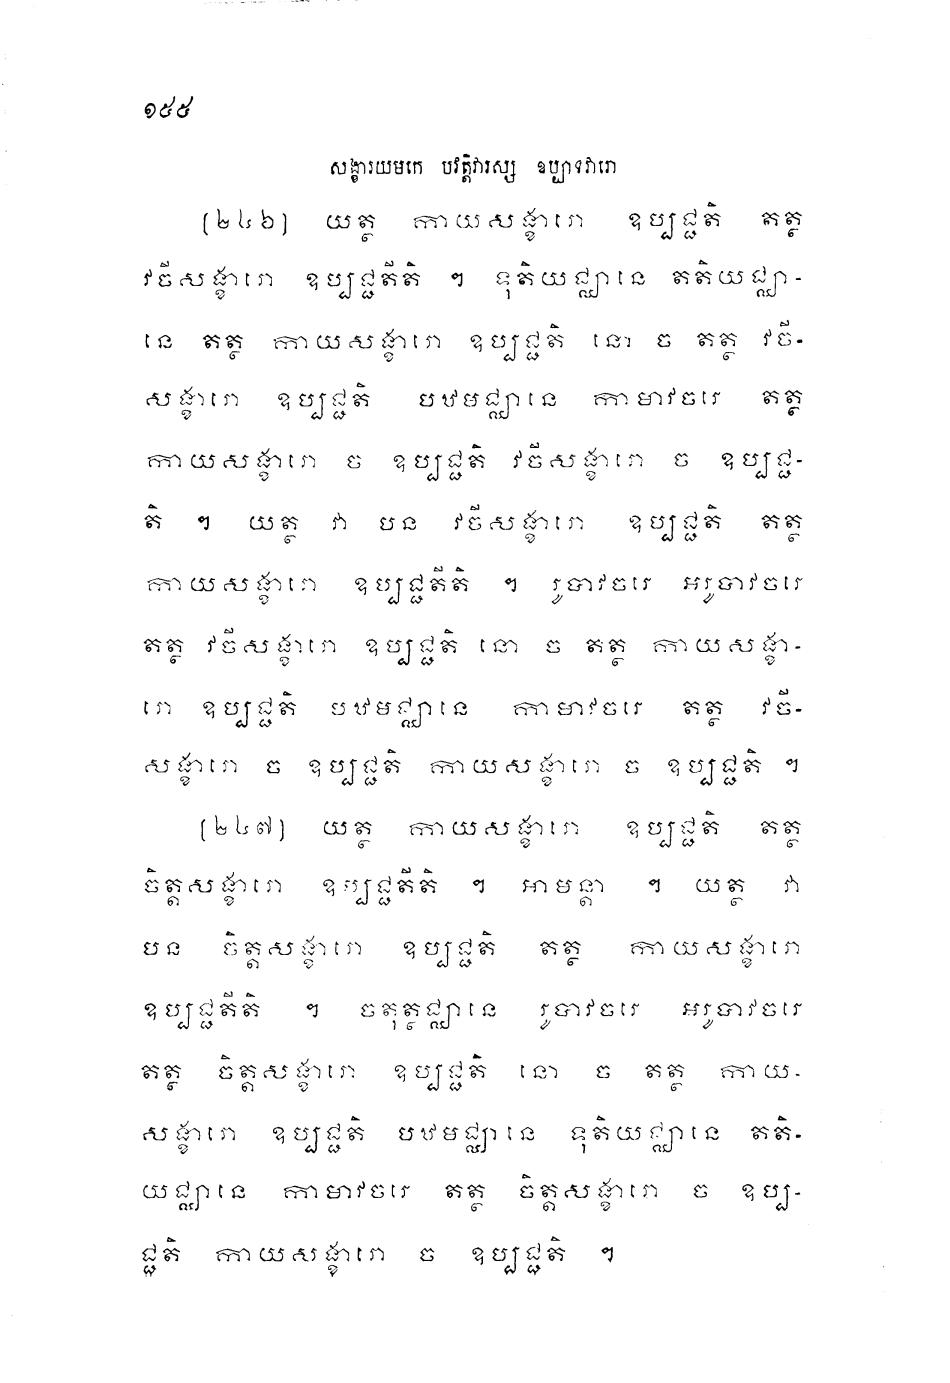 ១៥៥
សង្ខារយមកេ បវត្តិវារស្ស ឧប្បាទវារោ
(២៤៦) យត្ថ កាយសង្ខារោ ឧប្បជ្ជតិ តត្ថ
វចីសង្ខារោ ឧប្បជ្ជតីតិ ។ ទុតិយជ្ឈានេ តតិយជ្ឈា-
នេ តត្ថ កាយសង្ខារោ ឧប្បជ្ជតិ នោ ច តត្ថ វចី-
សង្ខារោ ឧប្បជ្ជតិ បឋមជ្ឈានេ កាមាវចរេ តត្ថ
កាយសង្ខារោ ច ឧប្បជ្ជតិ វចីសង្ខារោ ច ឧប្បជ្ជ-
តិ ។ យត្ថ វា បន វចីសង្ខារោ ឧប្បជ្ជតិ តត្ថ
កាយសង្ខារោ ឧប្បជ្ជតីតិ ។ រូបាវចរេ អរូបាវចរេ
តត្ថ វចីសង្ខារោ ឧប្បជ្ជតិ នោ ច តត្ថ កាយសង្ខា-
រោ ឧប្បជ្ជតិ បឋមជ្ឈានេ កាមាវចរេ តត្ថ វចី-
សង្ខារោ ច ឧប្បជ្ជតិ កាយសង្ខារោ ច ឧប្បជ្ជតិ ។
(២៤៧) យត្ថ កាយសង្ខារោ ឧប្បជ្ជតិ តត្ថ
ចិត្តសង្ខារោ ឧប្បជ្ជតីតិ ។ អាមន្តា ។ យត្ថ វា
បន ចិត្តសង្ខារោ ឧប្បជ្ជតិ តត្ថ កាយសង្ខារោ
ឧប្បជ្ជតីតិ ។ ចតុត្ថជ្ឈានេ រូបាវចរេ អរូបាវចរេ
តត្ថ ចិត្តសង្ខារោ ឧប្បជ្ជតិ នោ ច តត្ថ កាយ-
សង្ខារោ ឧប្បជ្ជតិ បឋមជ្ឈានេ ទុតិយជ្ឈានេ តតិ-
យជ្ឈានេ កាមាវចរេ តត្ថ ចិត្តសង្ខារោ ច ឧប្ប-
ជ្ជតិ កាយសង្ខារោ ច ឧប្បជ្ជតិ ។